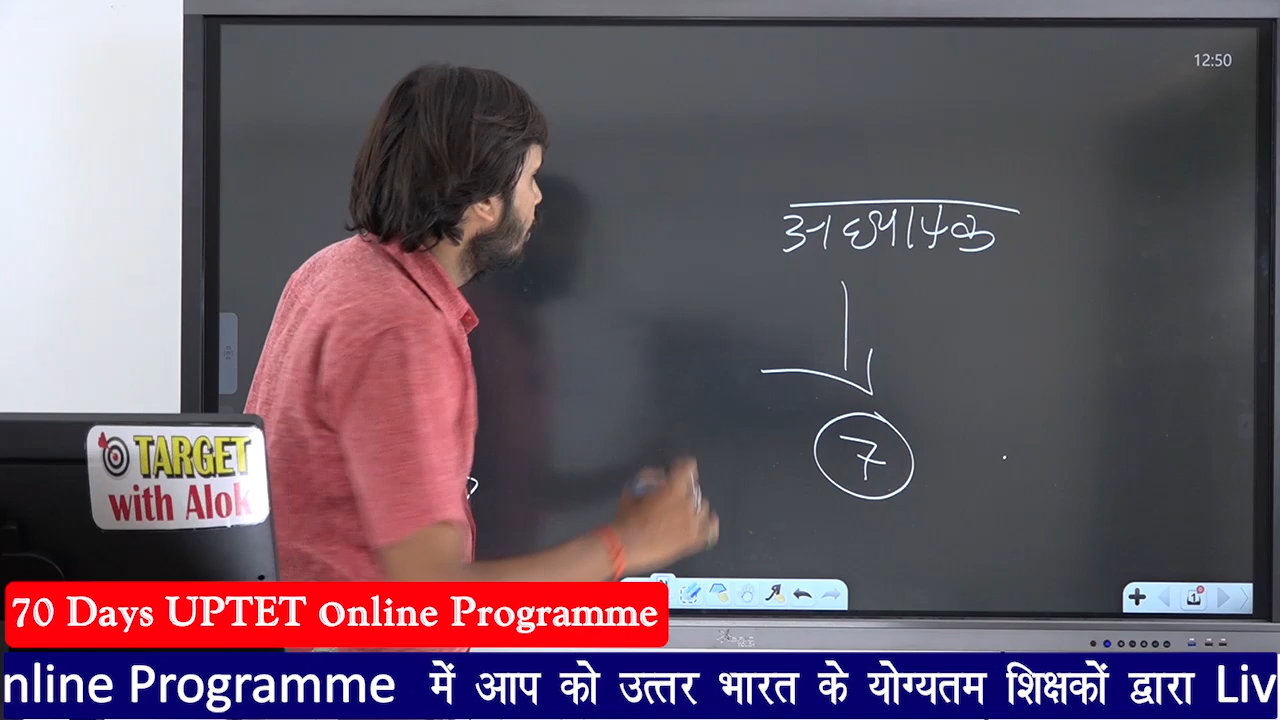 12:50
अध्यापक
7
TARGET
with Alok
1
70 Days UPTET online Programme
nline Programme में आप को उत्तर भारत के योग्यतम शिक्षकों द्वारा Liv